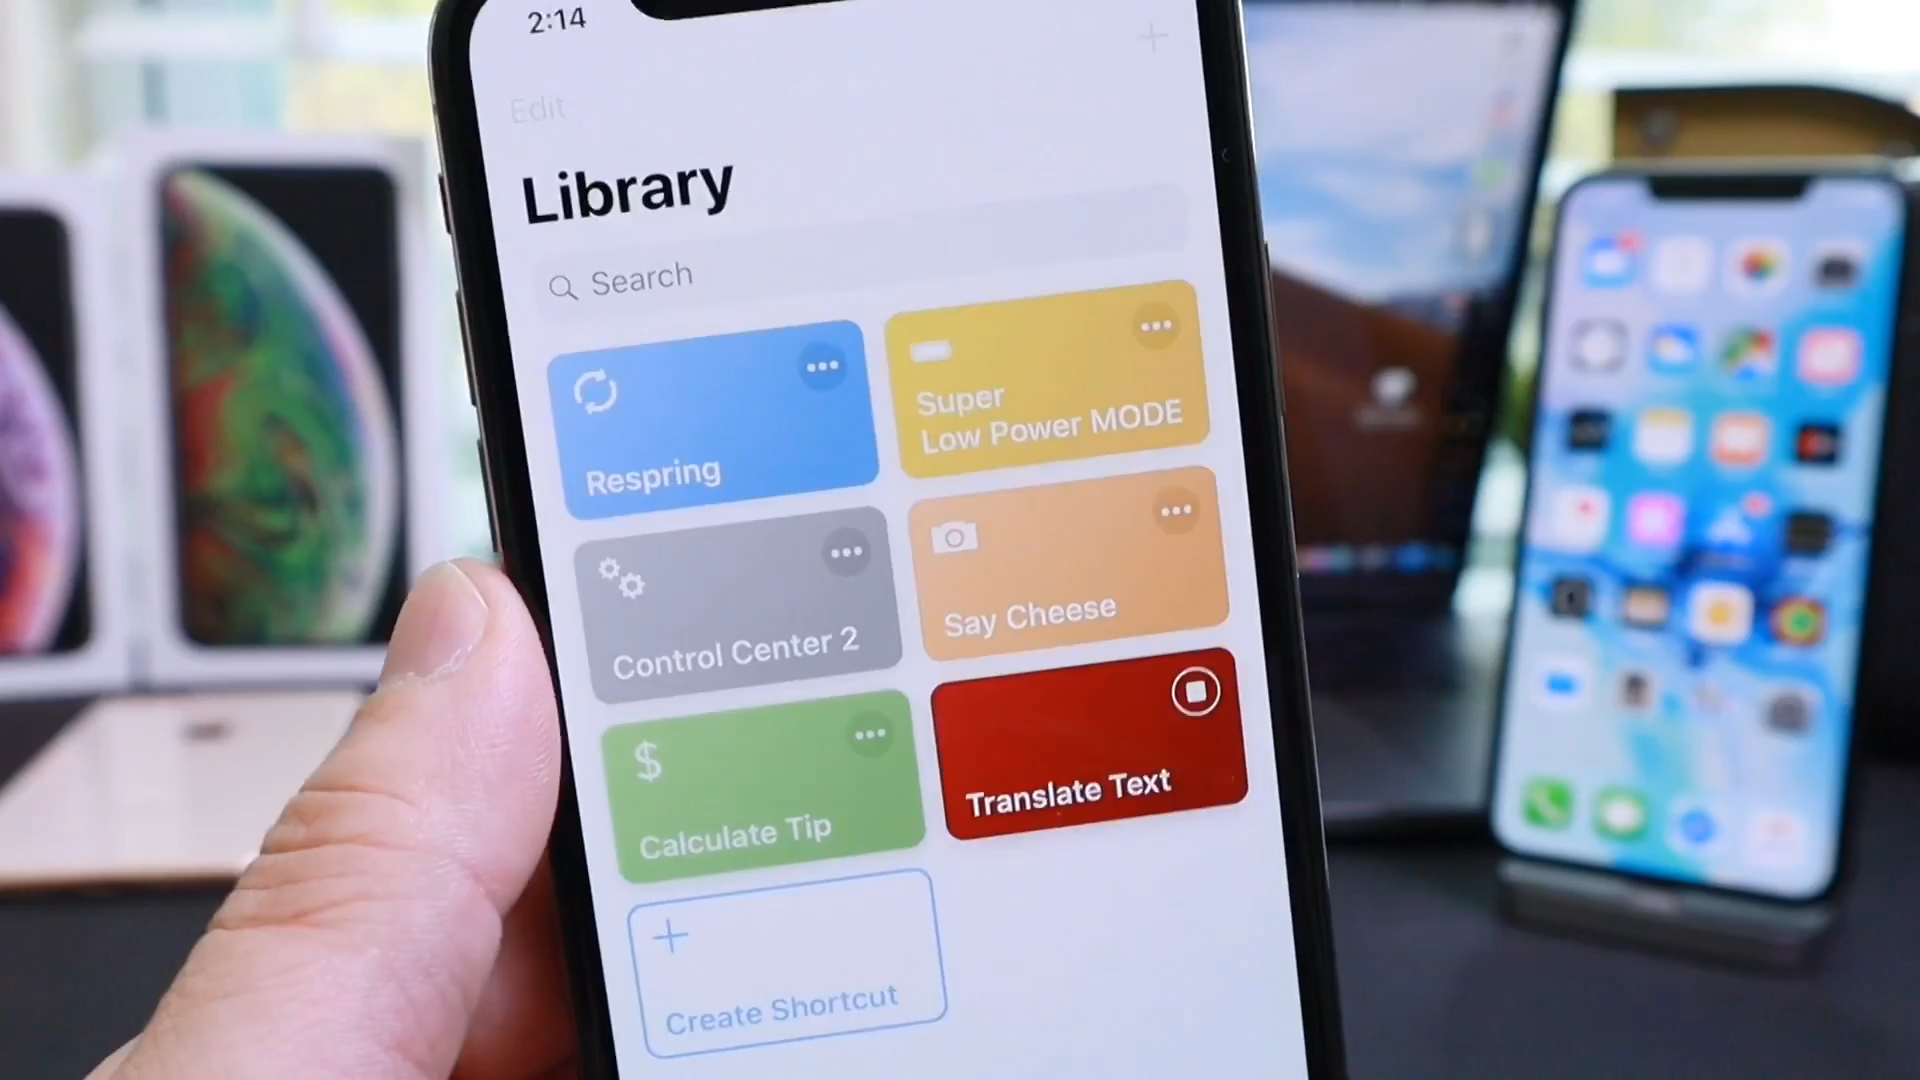 2:14
Edit
Library
Search
Respring
Super
Low Power MODE
Control Center 2
Say Cheese
$
Calculate Tip
Translate Text
Create Shortcut